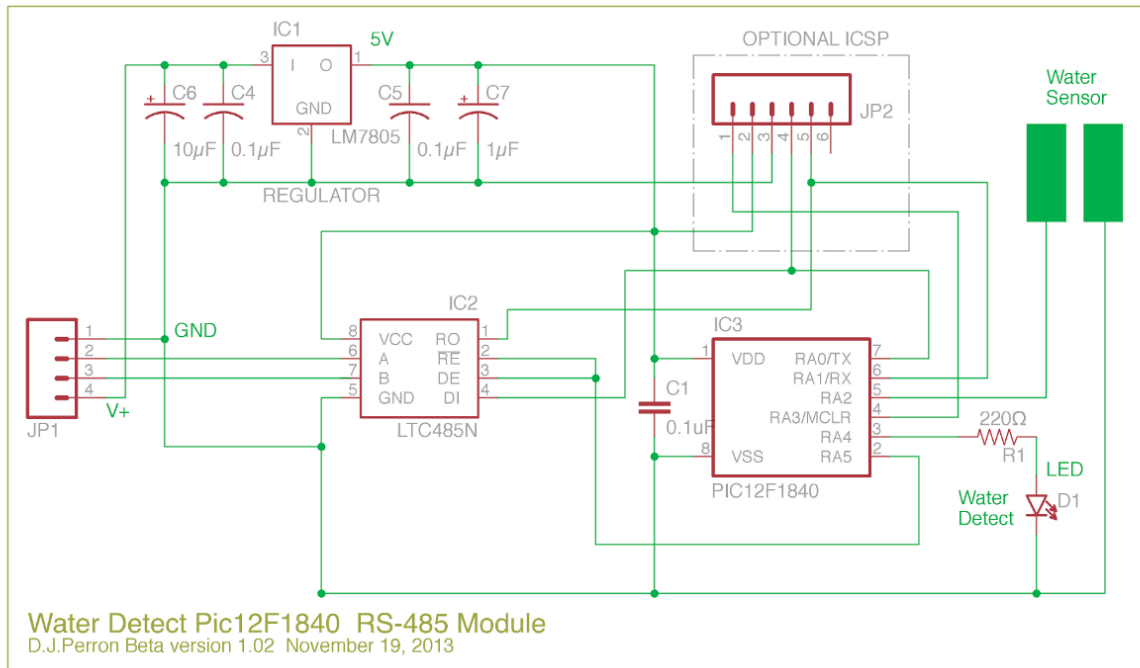 IC1
5V
OPTIONAL ICSP
3 I O 1
GND
2
LM7805
C6
10µF
C4
0.1µF
C5
0.1µF
C7
1µF
REGULATOR
JP2
1 2 3 4 5 6
Water
Sensor
1
2
3
4
JP1
GND
V+
IC2
8 VCC RO 1
6 A RE 2
7 B DE 3
5 GND DI 4
LTC485N
IC3
1 VDD RA0/TX 7
RA1/RX 6
RA2 5
RA3/MCLR 4
RA4 3
8 VSS RA5 2
PIC12F1840
C1
0.1uF
220Ω
R1
LED
D1
Water
Detect
Water Detect Pic12F1840 RS-485 Module
D.J.Perron Beta version 1.02 November 19, 2013